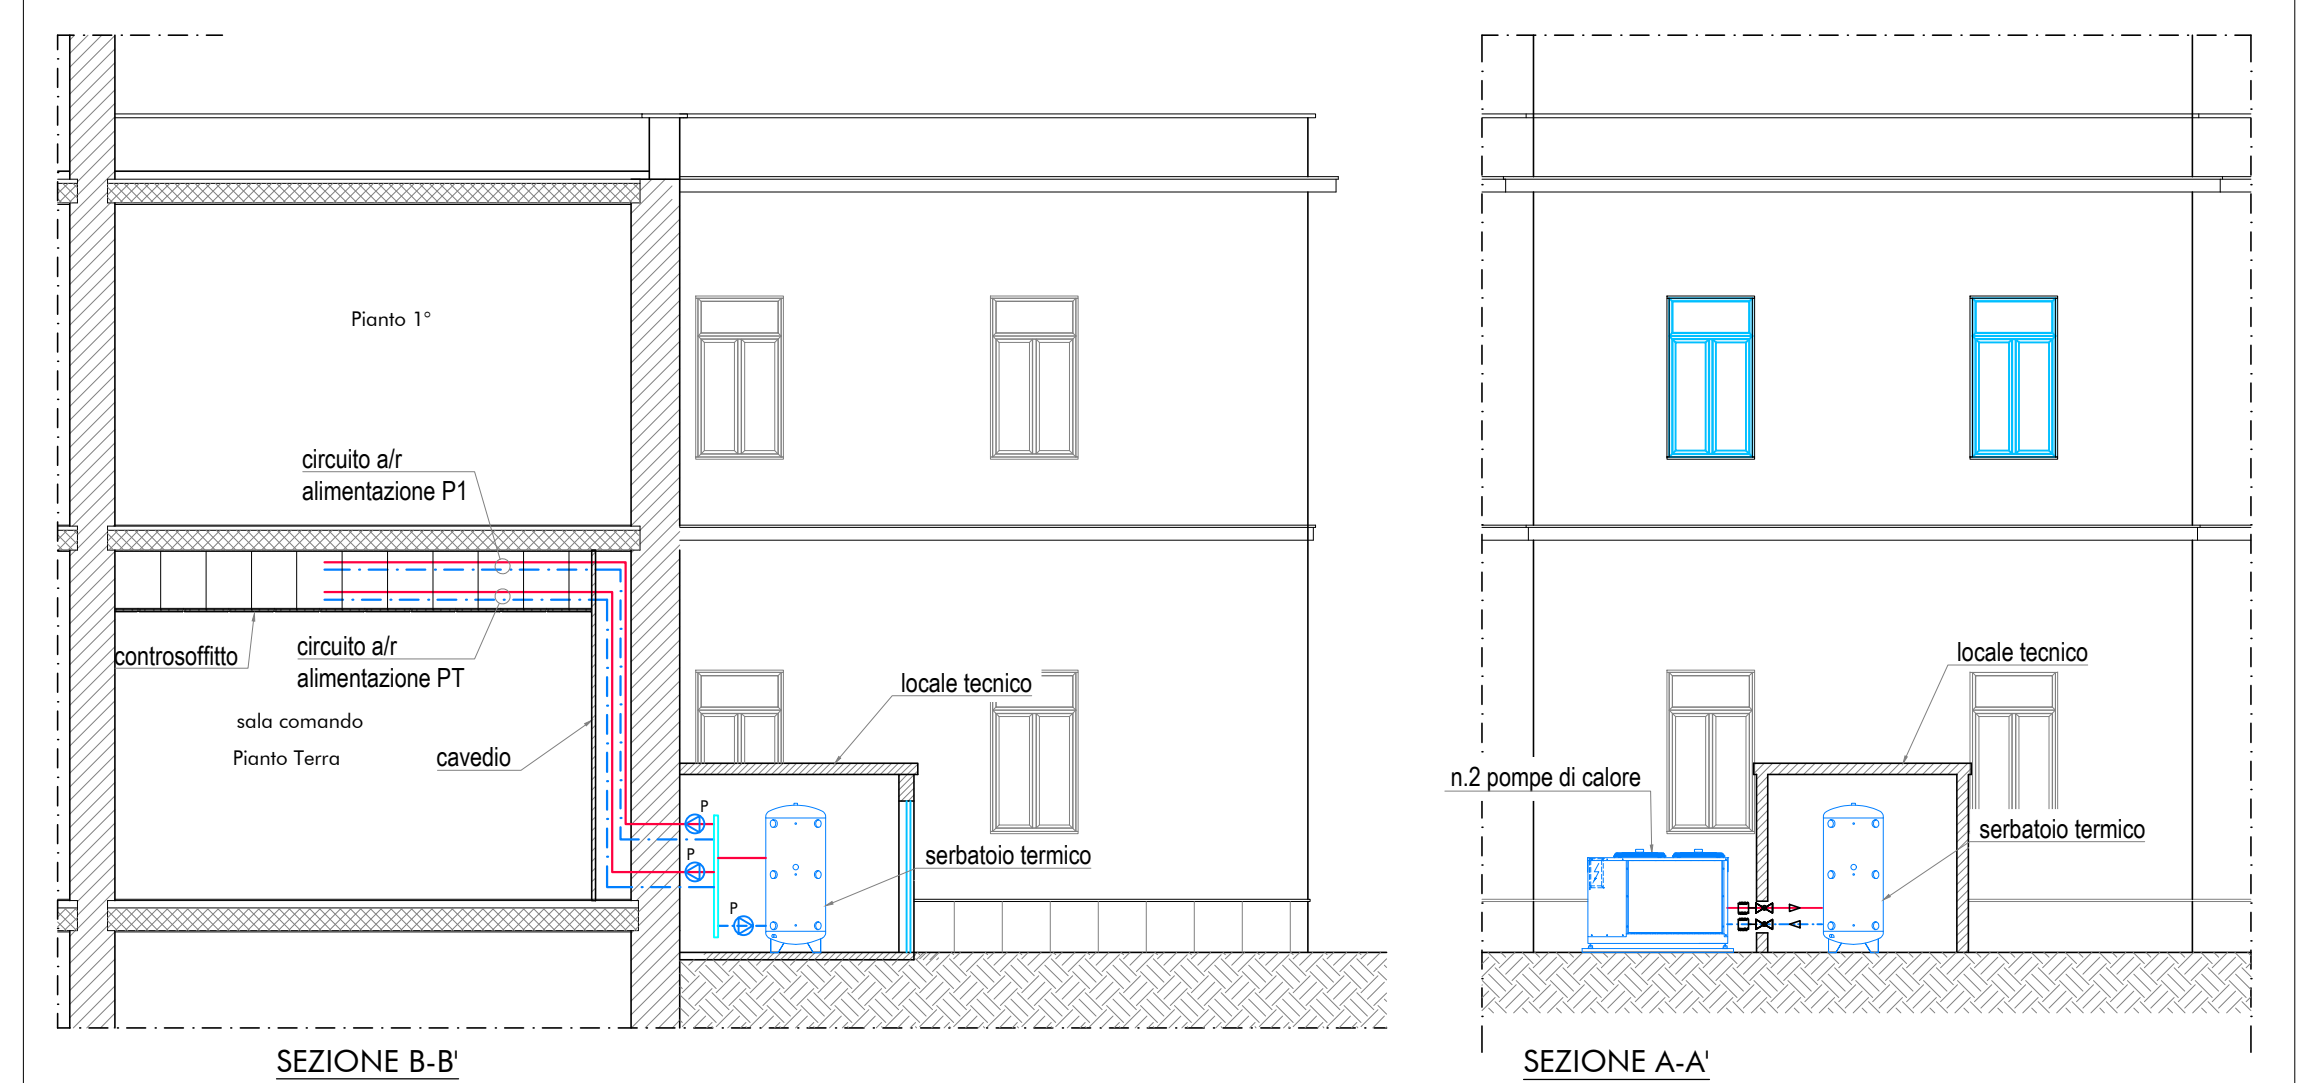 Pianto 1°
circuito a/r
alimentazione P1
controsoffitto
circuito a/r
alimentazione PT
sala comando
Pianto Terra
cavedio
locale tecnico
P
P
P
serbatoio termico
SEZIONE B-B'
locale tecnico
n.2 pompe di calore
serbatoio termico
SEZIONE A-A'